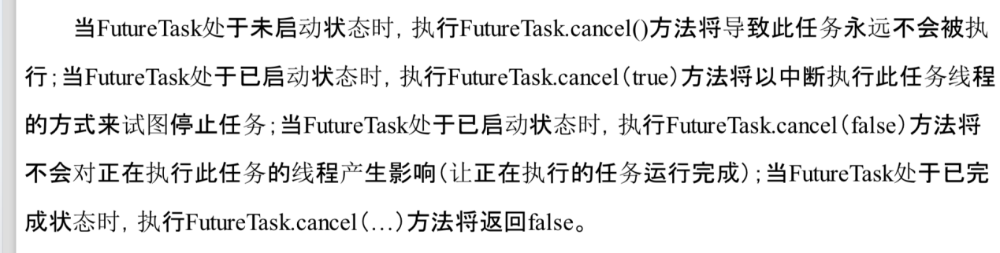 当FutureTask处于未启动状态时，执行FutureTask.cancel()方法将导致此任务永远不会被执
行；当FutureTask处于已启动状态时，执行FutureTask.cancel（true）方法将以中断执行此任务线程
的方式来试图停止任务；当FutureTask处于已启动状态时，执行FutureTask.cancel（false）方法将
不会对正在执行此任务的线程产生影响（让正在执行的任务运行完成）；当FutureTask处于已完
成状态时，执行FutureTask.cancel（…）方法将返回false。